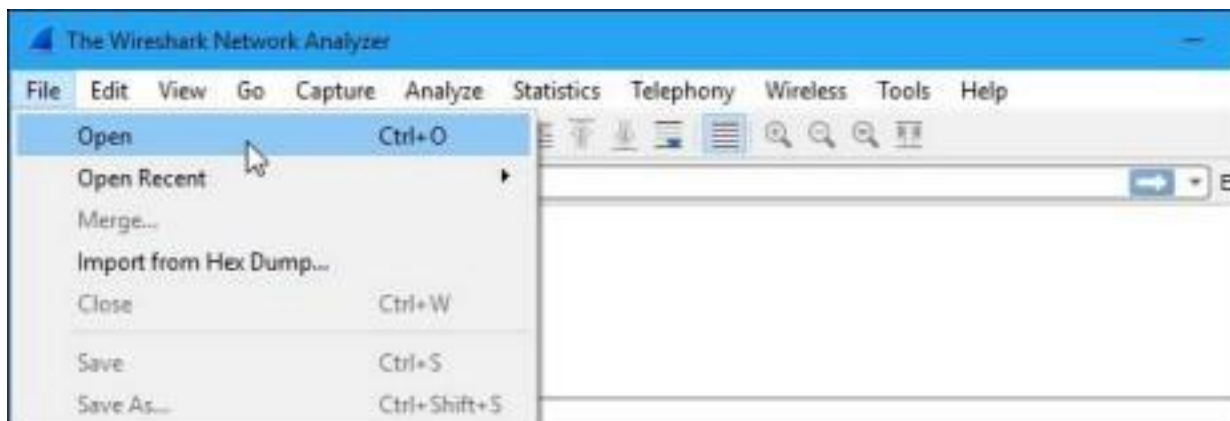 The Wireshark Network Analyzer
File Edit View Go Capture Analyze Statistics Telephony Wireless Tools Help
Open Ctrl+O
Open Recent
Merge...
Import from Hex Dump...
Close Ctrl+W
Save Ctrl+S
Save As... Ctrl+Shift+S